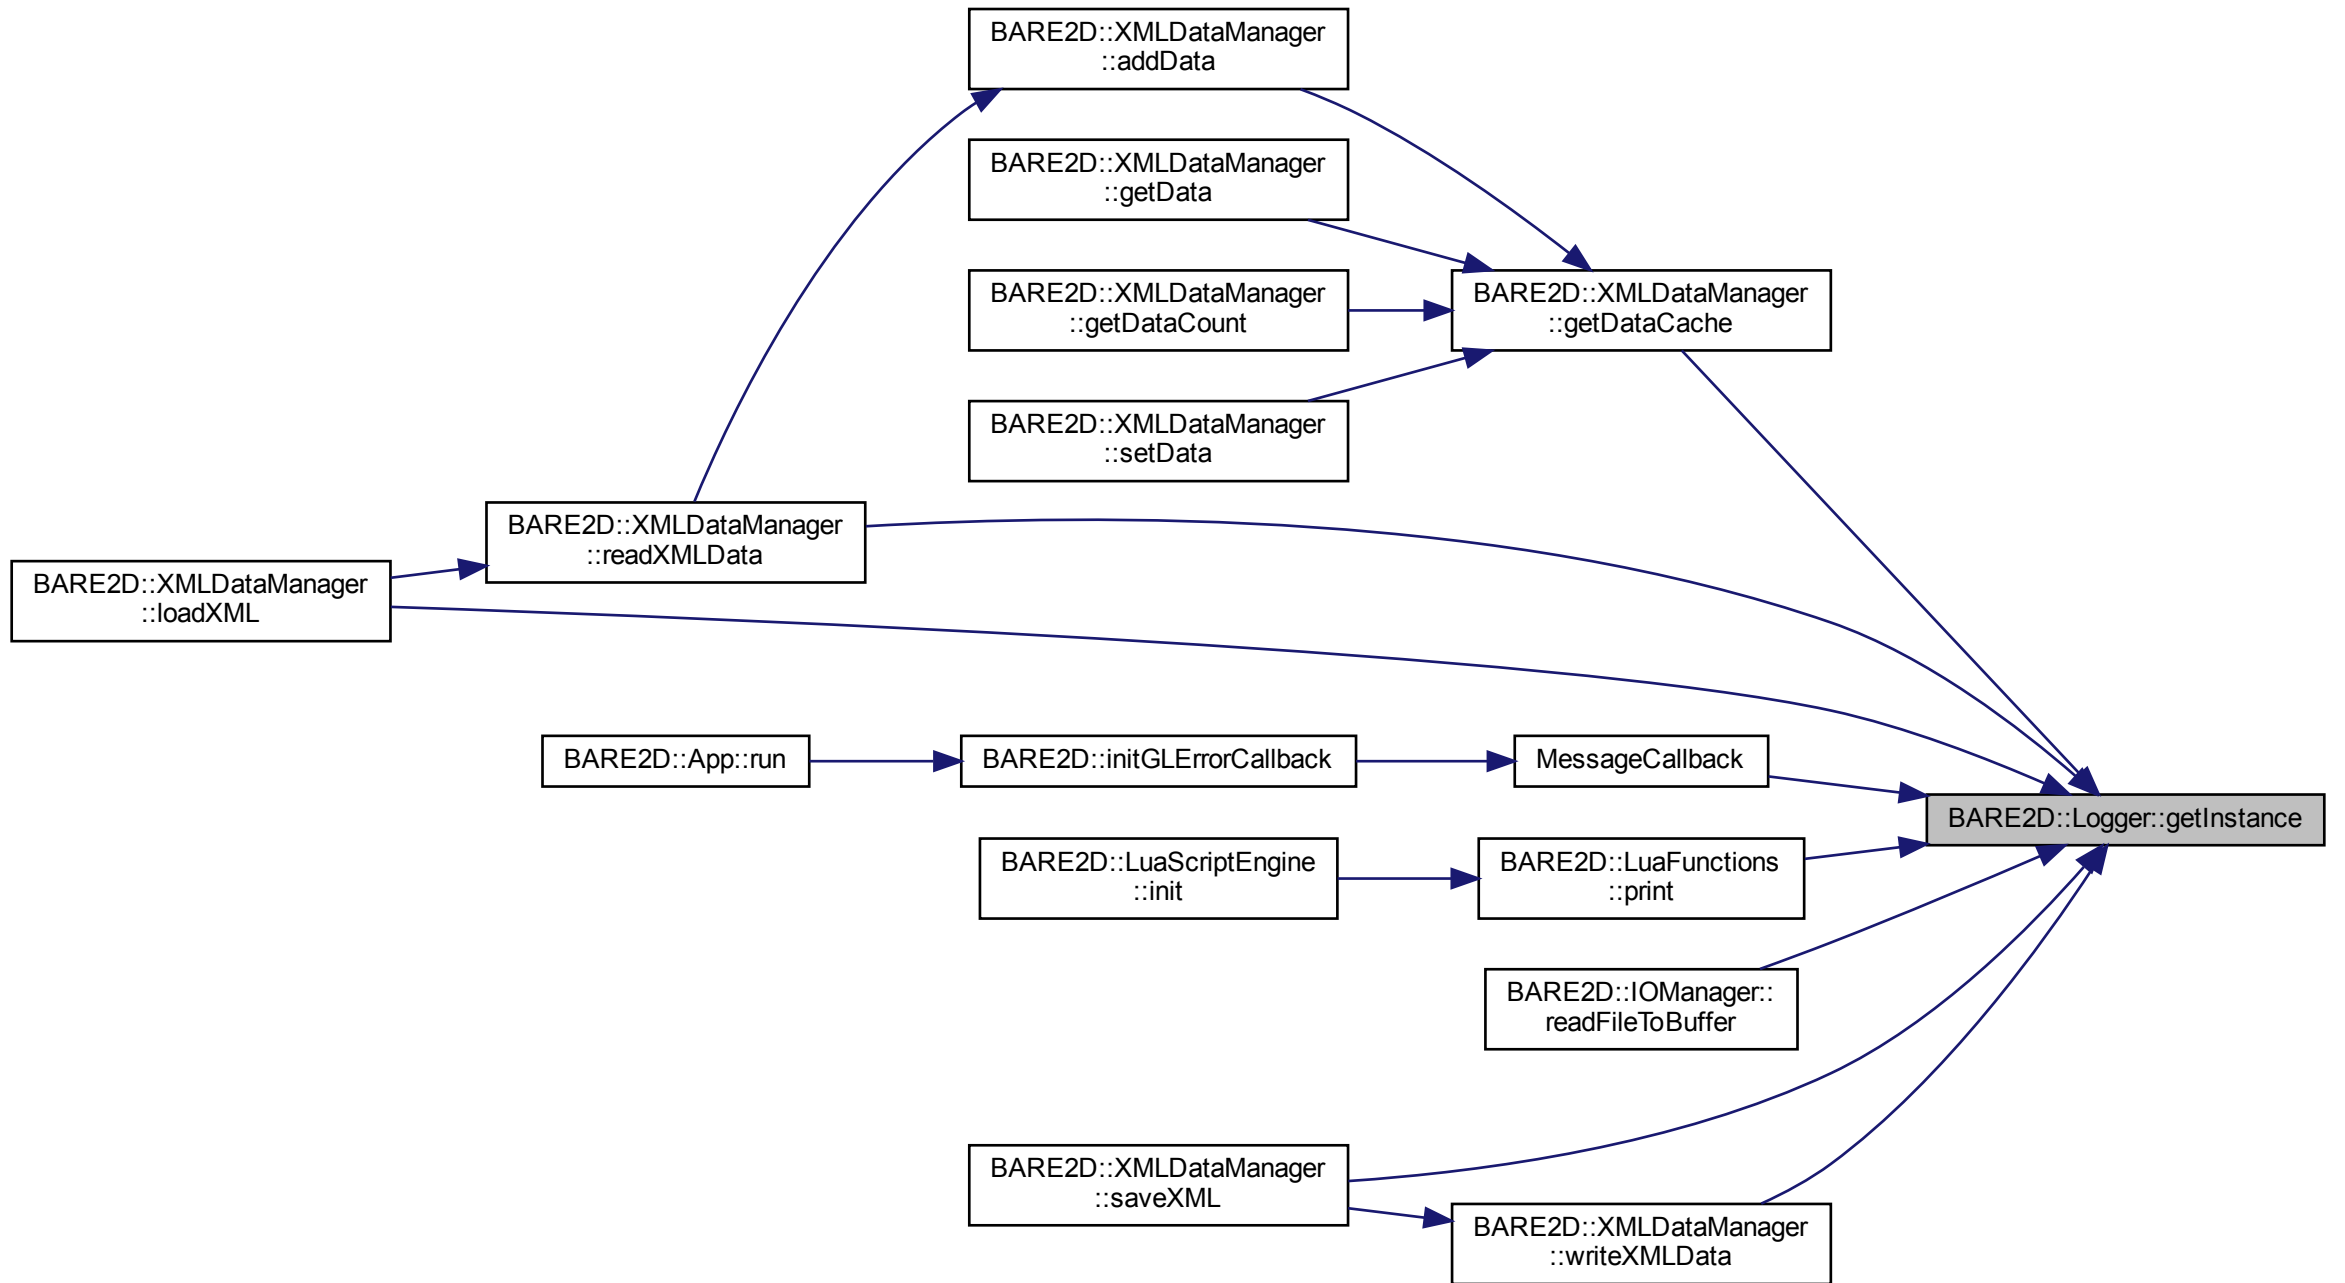 BARE2D::XMLDataManager
::addData
BARE2D::XMLDataManager
::getData
BARE2D::XMLDataManager
::getDataCount
BARE2D::XMLDataManager
::getDataCache
BARE2D::XMLDataManager
::setData
BARE2D::XMLDataManager
::readXMLData
BARE2D::XMLDataManager
::loadXML
BARE2D::App::run
BARE2D::initGLErrorCallback
MessageCallback
BARE2D::Logger::getInstance
BARE2D::LuaScriptEngine
::init
BARE2D::LuaFunctions
::print
BARE2D::IOManager::
readFileToBuffer
BARE2D::XMLDataManager
::saveXML
BARE2D::XMLDataManager
::writeXMLData